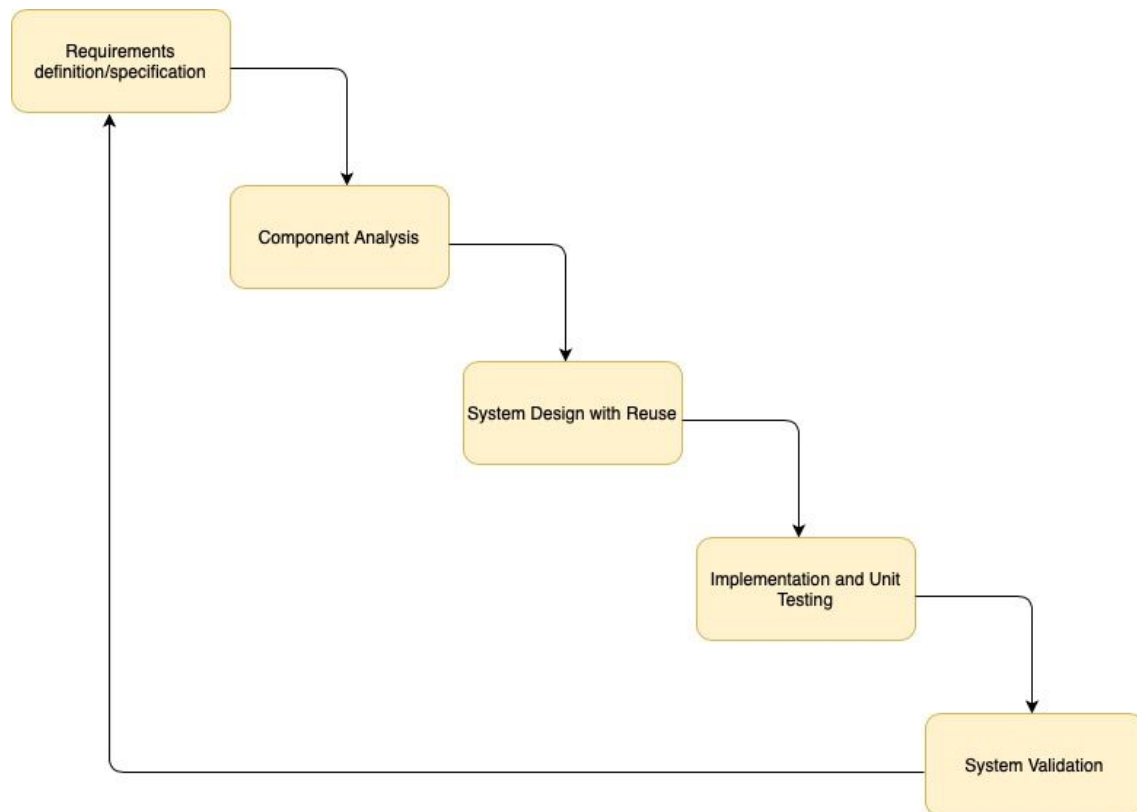 Requirements
definition/specification
Component Analysis
System Design with Reuse
Implementation and Unit
Testing
System Validation